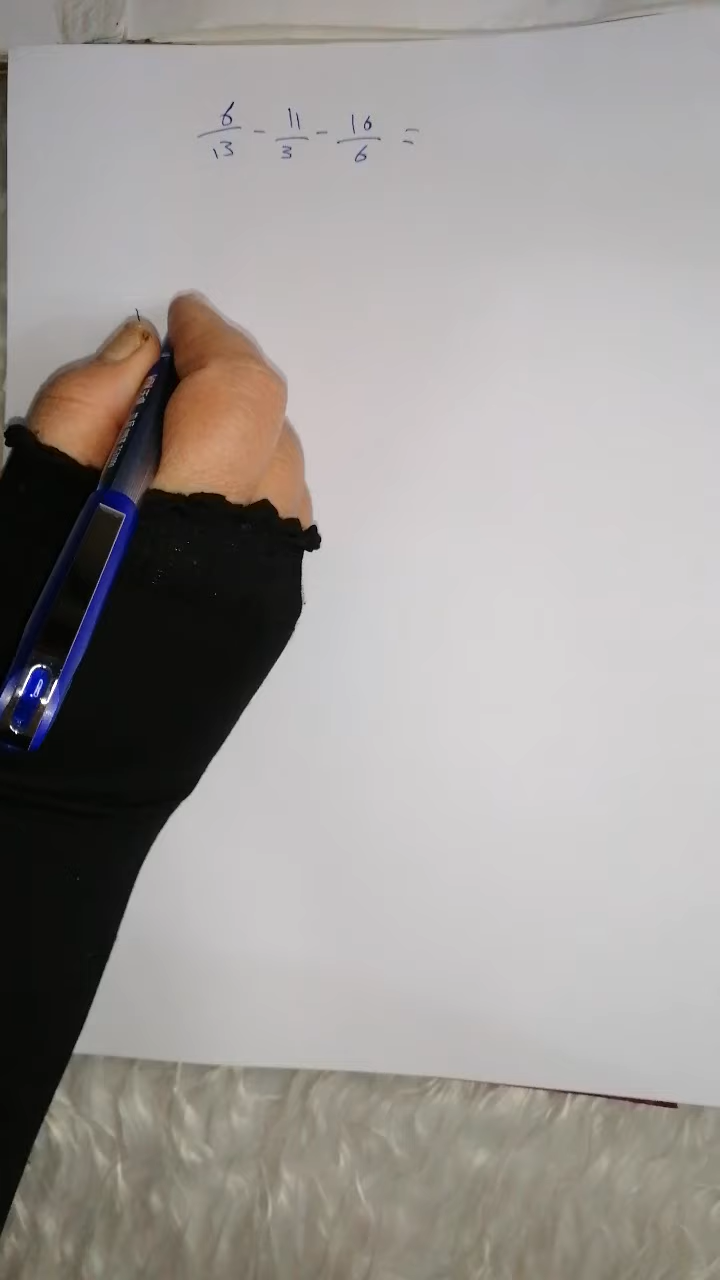 6/13 - 11/3 - 16/6 =